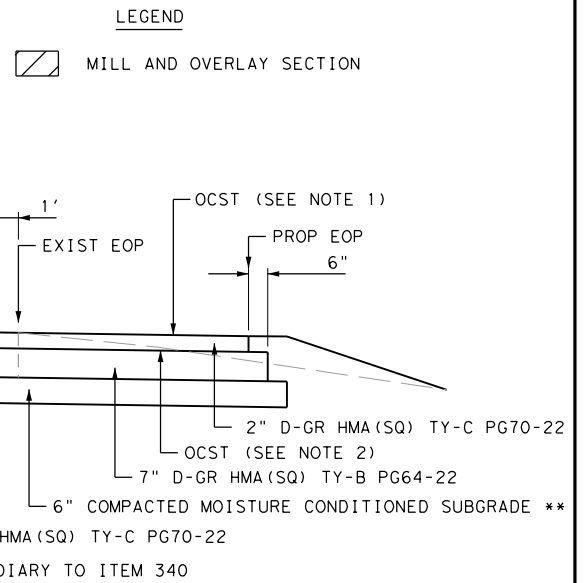 LEGEND
MILL AND OVERLAY SECTION
1'
OCST (SEE NOTE 1)
PROP EOP
EXIST EOP
6"
2" D-GR HMA(SQ) TY-C PG70-22
OCST (SEE NOTE 2)
7" D-GR HMA(SQ) TY-B PG64-22
6" COMPACTED MOISTURE CONDITIONED SUBGRADE **
HMA(SQ) TY-C PG70-22
DIARY TO ITEM 340